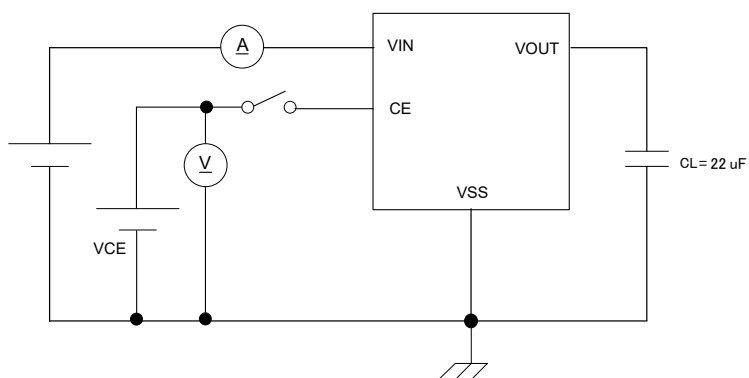 A
VIN
VOUT
CE
V
CL= 22 uF
VSS
VCE